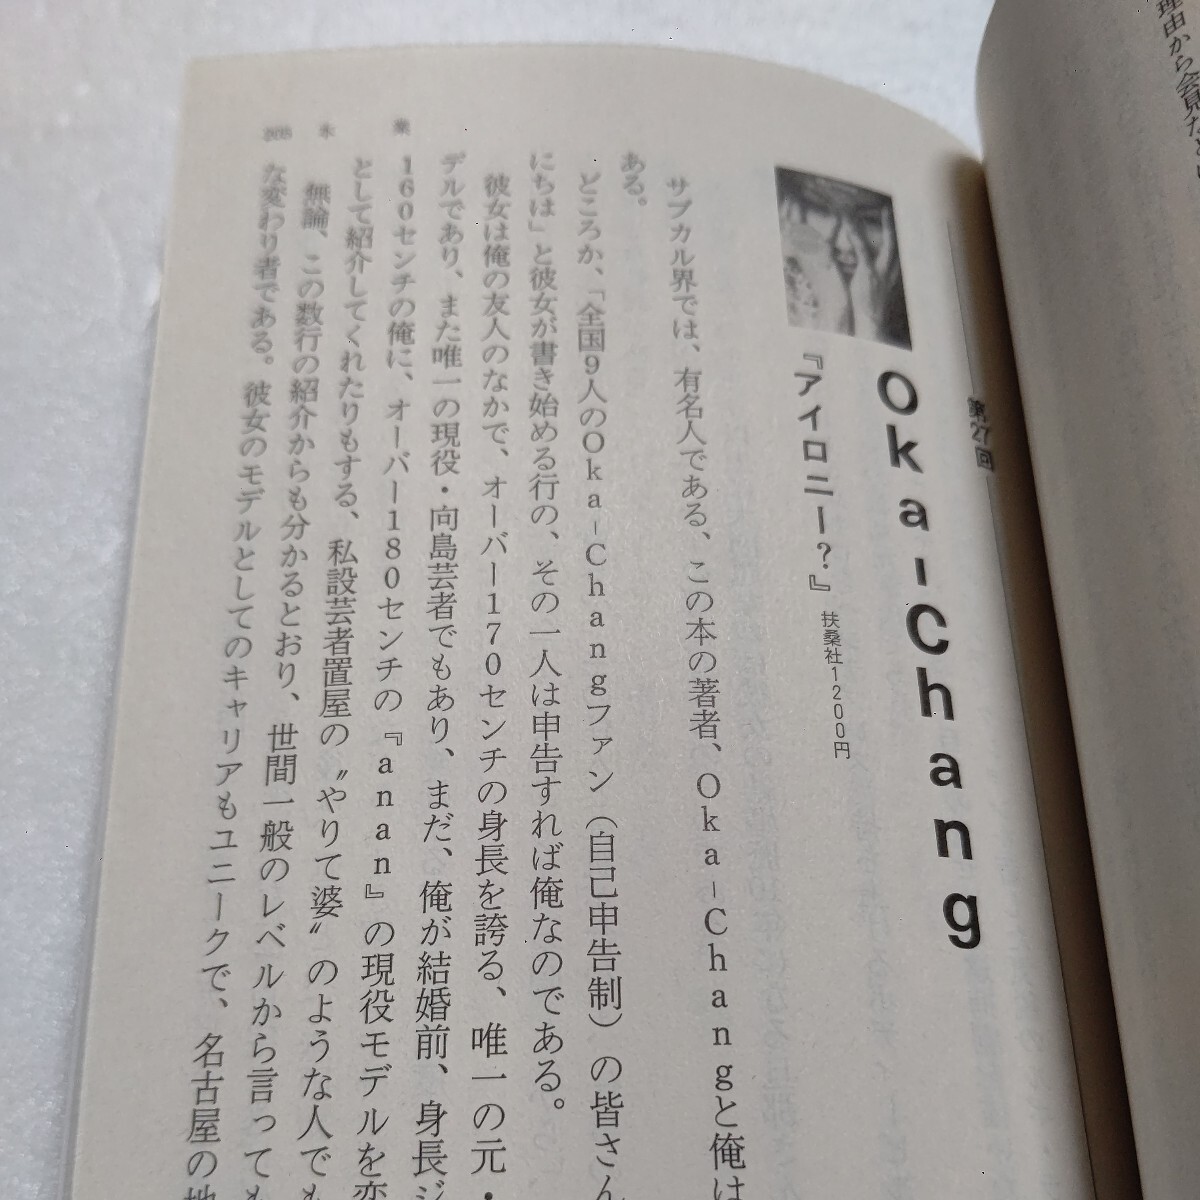 理由から会見など
第27回
Oka-Chang
『アイロニー?』 扶桑社1200円
サブカル界では、有名人である、この本の著者、Oka-Changと俺は
ある。
どころか、「全国9人のOka-Changファン(自己申告制)の皆さん
にちは」と彼女が書き始める行の、その一人は申告すれば俺なのである。
彼女は俺の友人のなかで、オーバー170センチの身長を誇る、唯一の元・
デルであり、また唯一の現役・向島芸者でもあり、まだ、俺が結婚前、身長ジ
160センチの俺に、オーバー180センチの『anan』の現役モデルを恋
として紹介してくれたりもする、私設芸者置屋の〝やり手婆〟のような人でも
無論、この数行の紹介からも分かるとおり、世間一般のレベルから言っても
な変わり者である。彼女のモデルとしてのキャリアもユニークで、名古屋の地